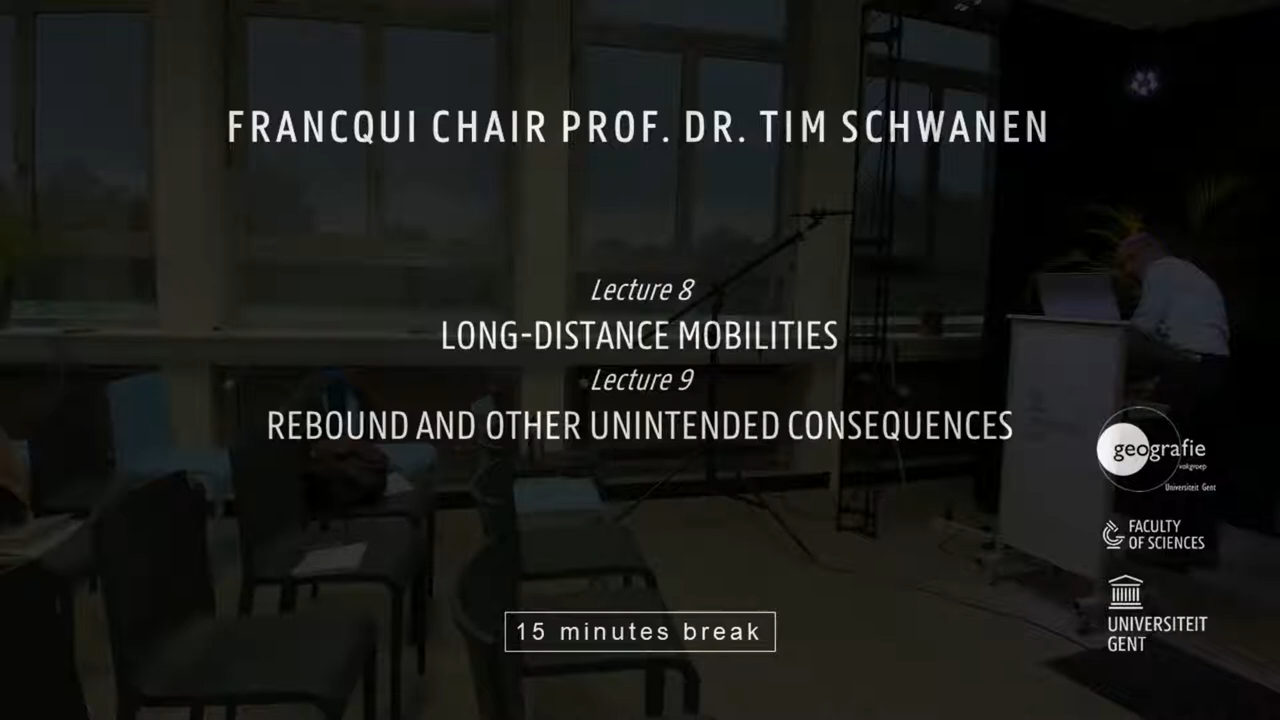 FRANCQUI CHAIR PROF. DR. TIM SCHWANEN
Lecture 8
LONG-DISTANCE MOBILITIES
Lecture 9
REBOUND AND OTHER UNINTENDED CONSEQUENCES
geografie
vakgroep
Universiteit Gent
FACULTY
OF SCIENCES
UNIVERSITEIT
GENT
15 minutes break